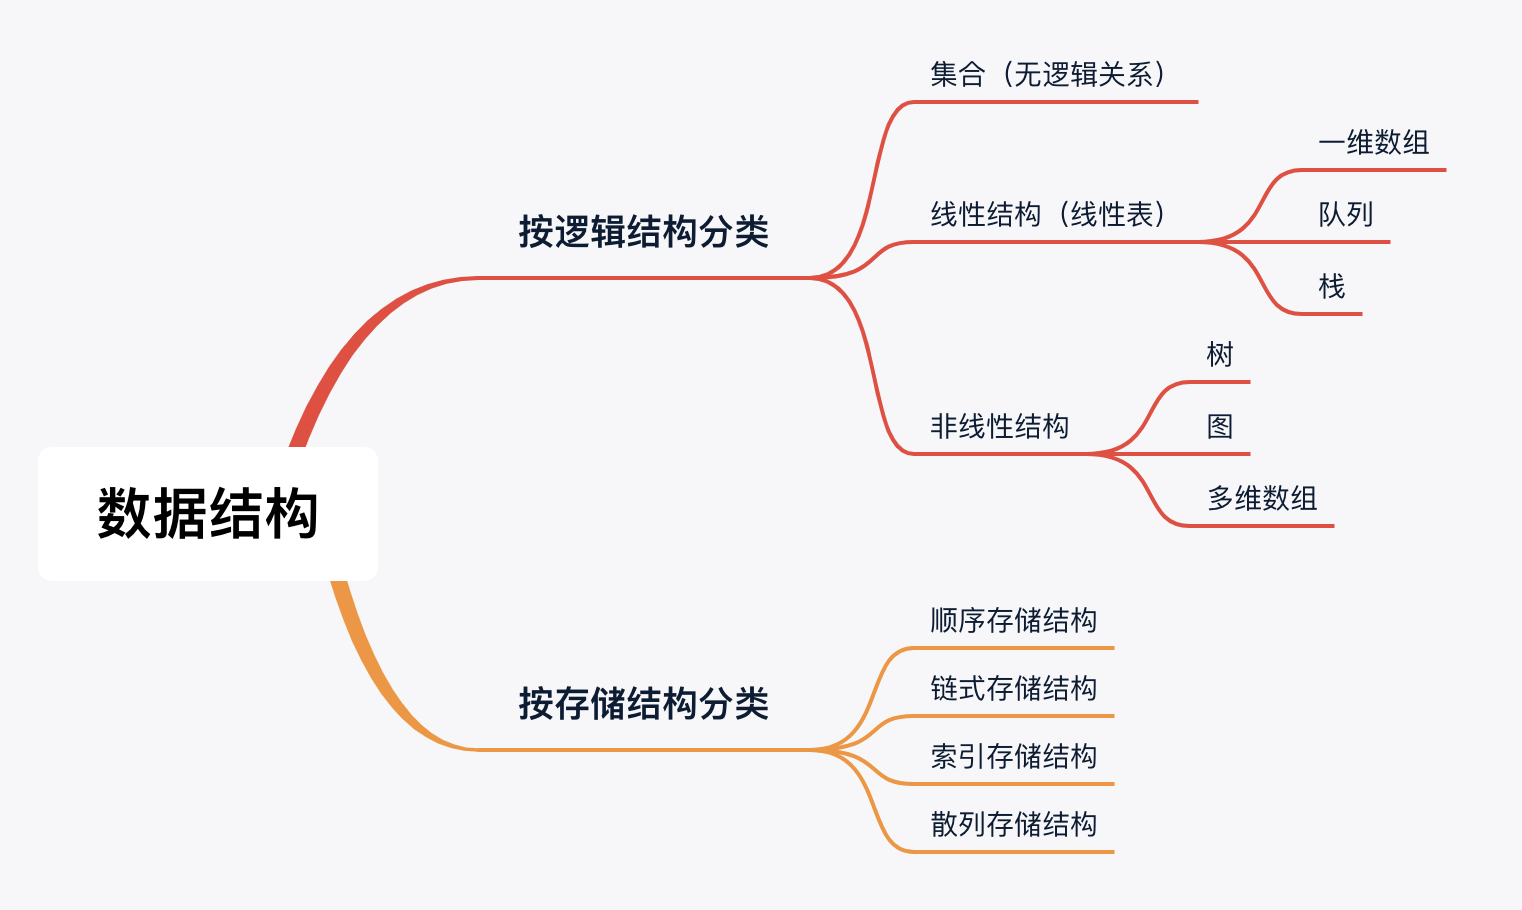 数据结构
按逻辑结构分类
集合（无逻辑关系）
线性结构（线性表）
一维数组
队列
栈
非线性结构
树
图
多维数组
按存储结构分类
顺序存储结构
链式存储结构
索引存储结构
散列存储结构